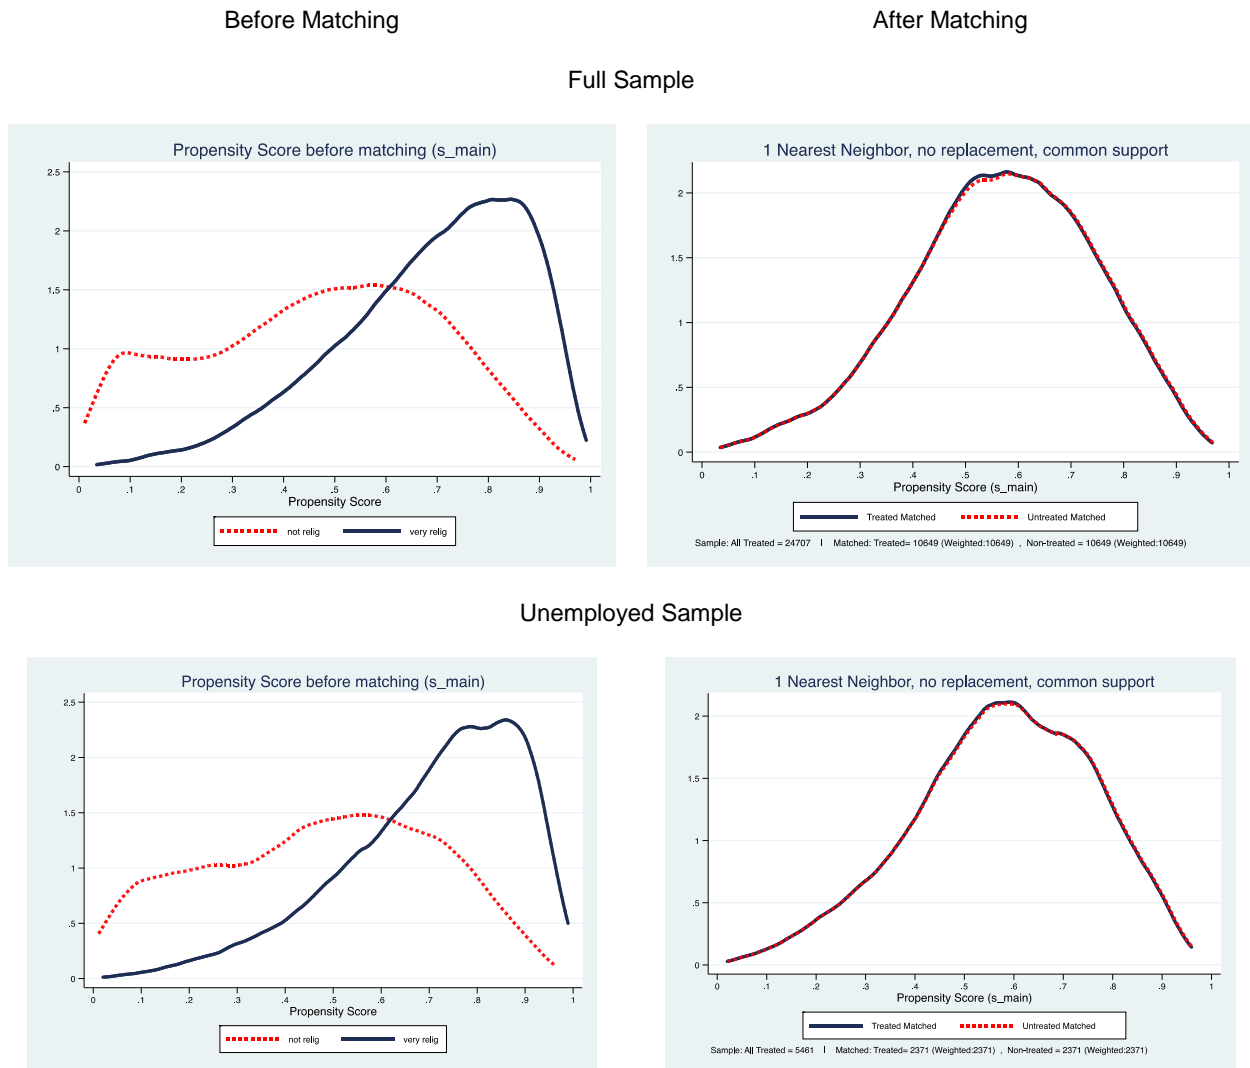 Before Matching
After Matching
Full Sample
Propensity Score before matching (s_main)
2.5
2
1.5
1
.5
0
0 .1 .2 .3 .4 .5 .6 .7 .8 .9 1
Propensity Score
not relig very relig
1 Nearest Neighbor, no replacement, common support
2
1.5
1
.5
0
0 .1 .2 .3 .4 .5 .6 .7 .8 .9 1
Propensity Score (s_main)
Treated Matched Untreated Matched
Sample: All Treated = 24707 | Matched: Treated= 10649 (Weighted:10649) , Non-treated = 10649 (Weighted:10649)
Unemployed Sample
Propensity Score before matching (s_main)
2.5
2
1.5
1
.5
0
0 .1 .2 .3 .4 .5 .6 .7 .8 .9 1
Propensity Score
not relig very relig
1 Nearest Neighbor, no replacement, common support
2
1.5
1
.5
0
0 .1 .2 .3 .4 .5 .6 .7 .8 .9 1
Propensity Score (s_main)
Treated Matched Untreated Matched
Sample: All Treated = 5461 | Matched: Treated= 2371 (Weighted:2371) , Non-treated = 2371 (Weighted:2371)